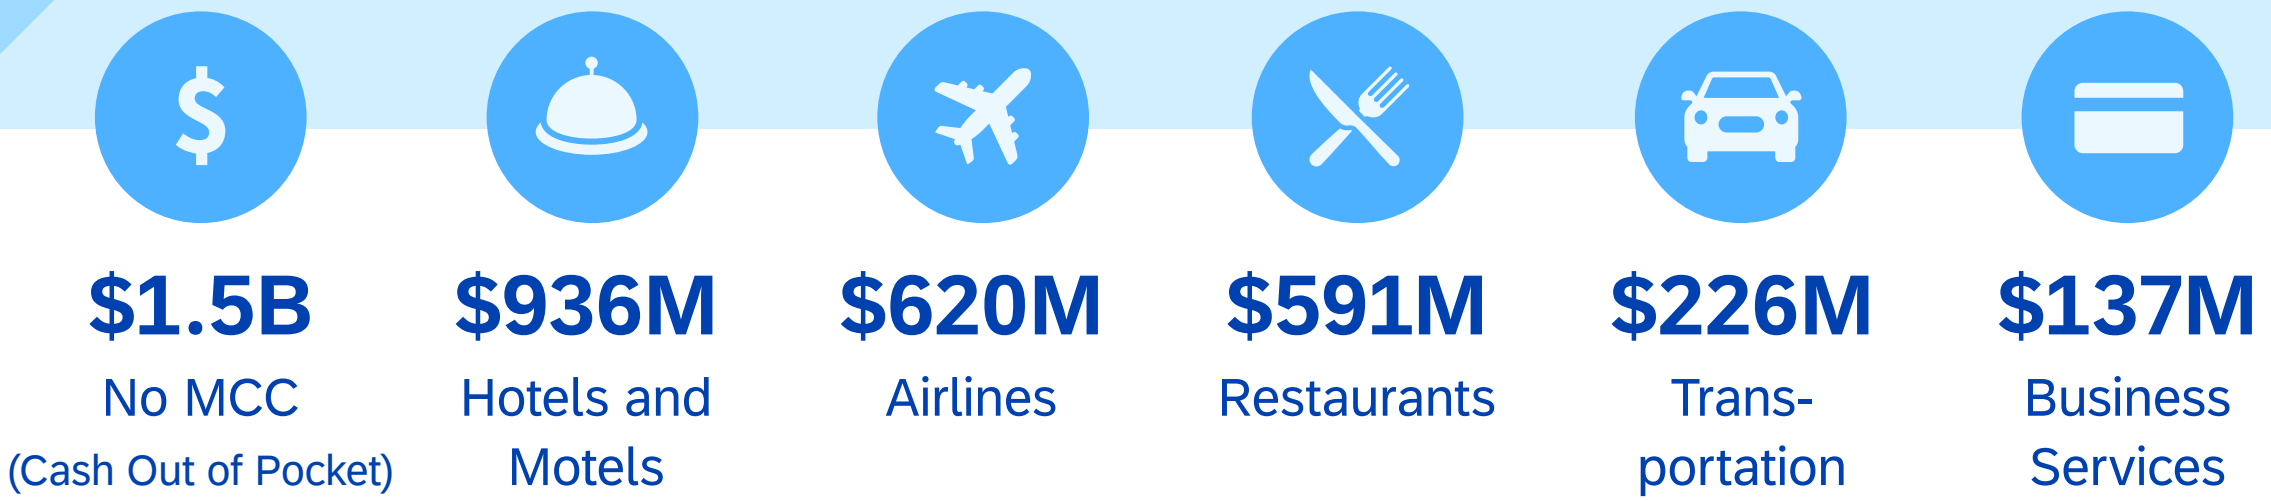 $1.5B
No MCC
(Cash Out of Pocket)
$936M
Hotels and
Motels
$620M
Airlines
$591M
Restaurants
$226M
Trans-
portation
$137M
Business
Services